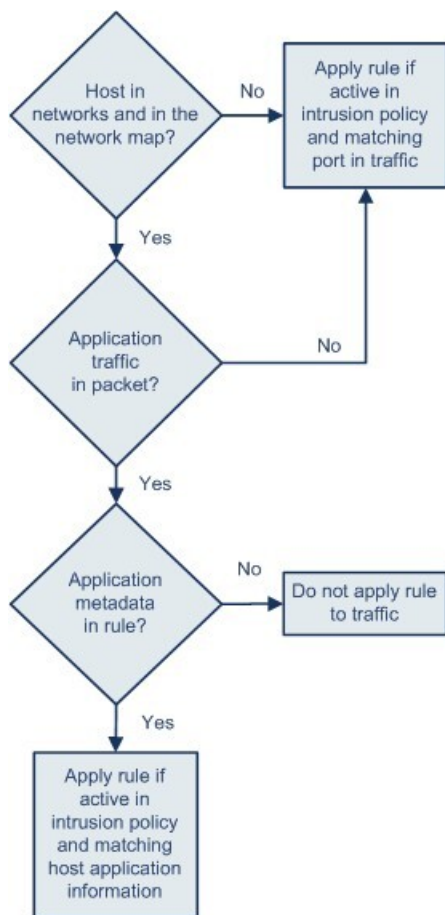 Host in
networks and in the
network map?
No
Apply rule if
active in
intrusion policy
and matching
port in traffic
Yes
Application
traffic
in packet?
No
Yes
Application
metadata
in rule?
No
Do not apply rule
to traffic
Yes
Apply rule if
active in
intrusion policy
and matching
host application
information